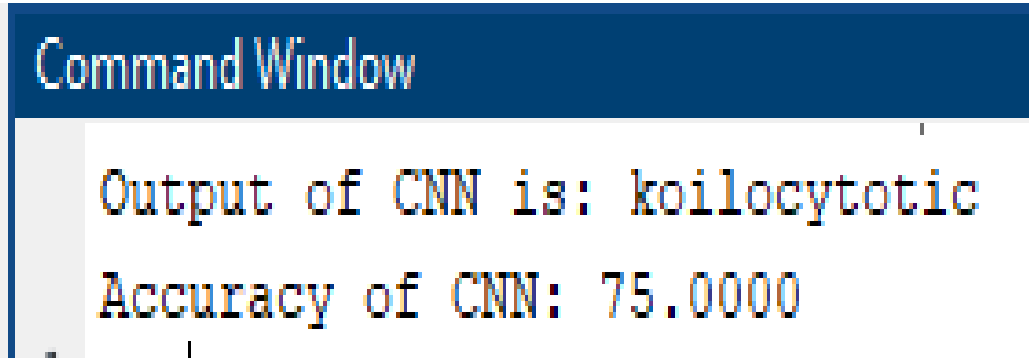 Command Window
Output of CNN is: koilocytotic
Accuracy of CNN: 75.0000